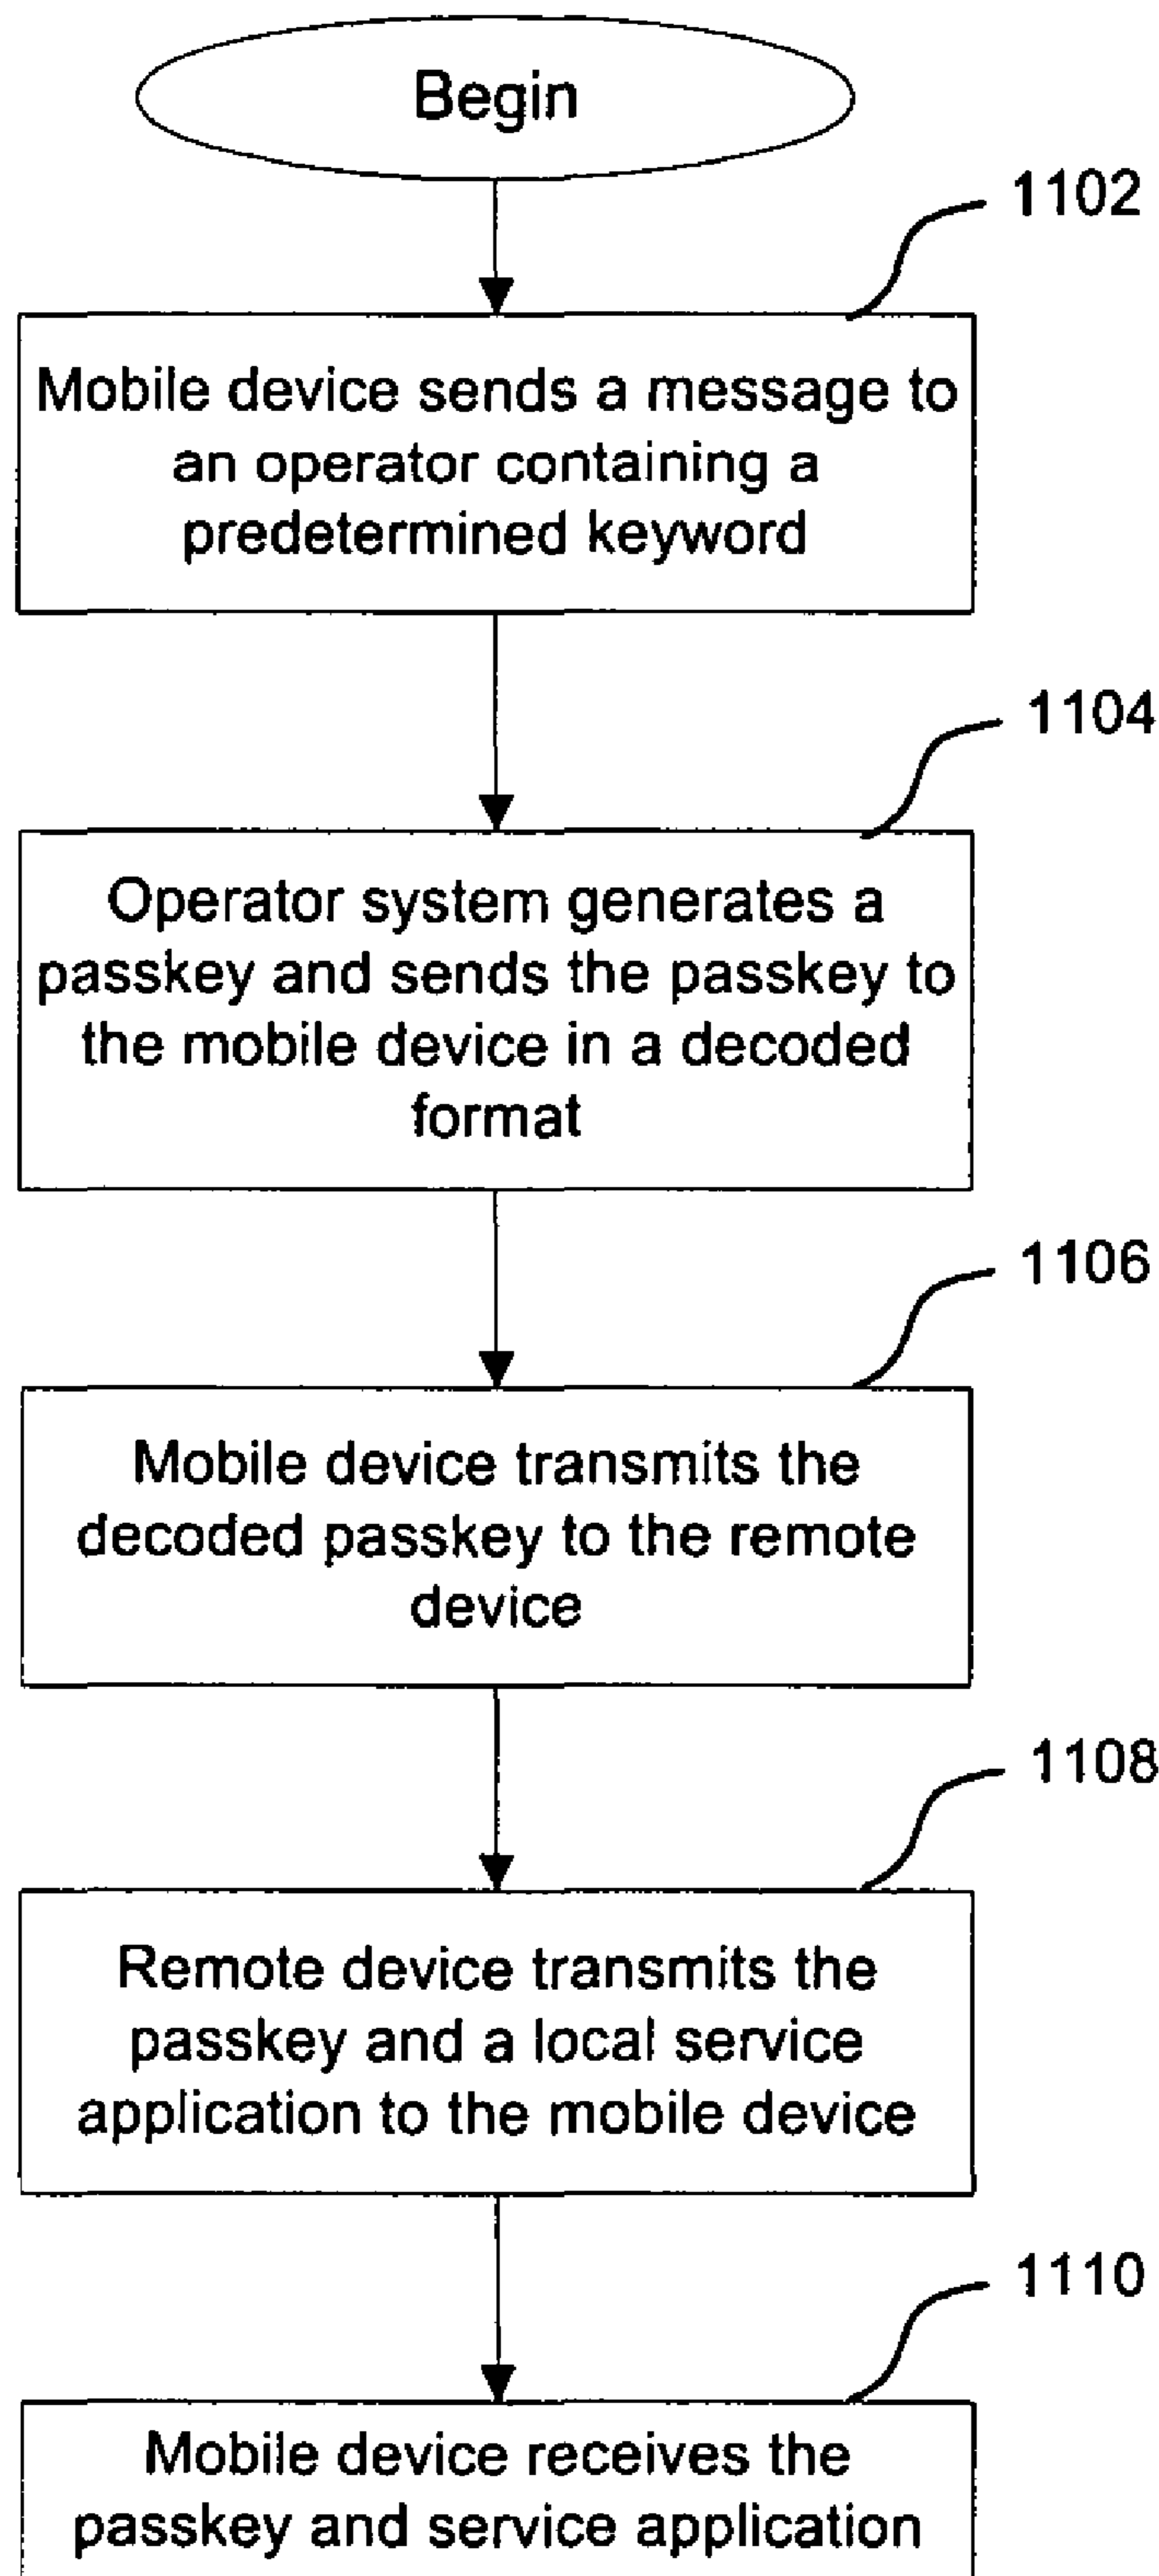 Begin
1102
Mobile device sends a message to
an operator containing a
predetermined keyword
1104
Operator system generates a
passkey and sends the passkey to
the mobile device in a decoded
format
1106
Mobile device transmits the
decoded passkey to the remote
device
1108
Remote device transmits the
passkey and a local service
application to the mobile device
1110
Mobile device receives the
passkey and service application